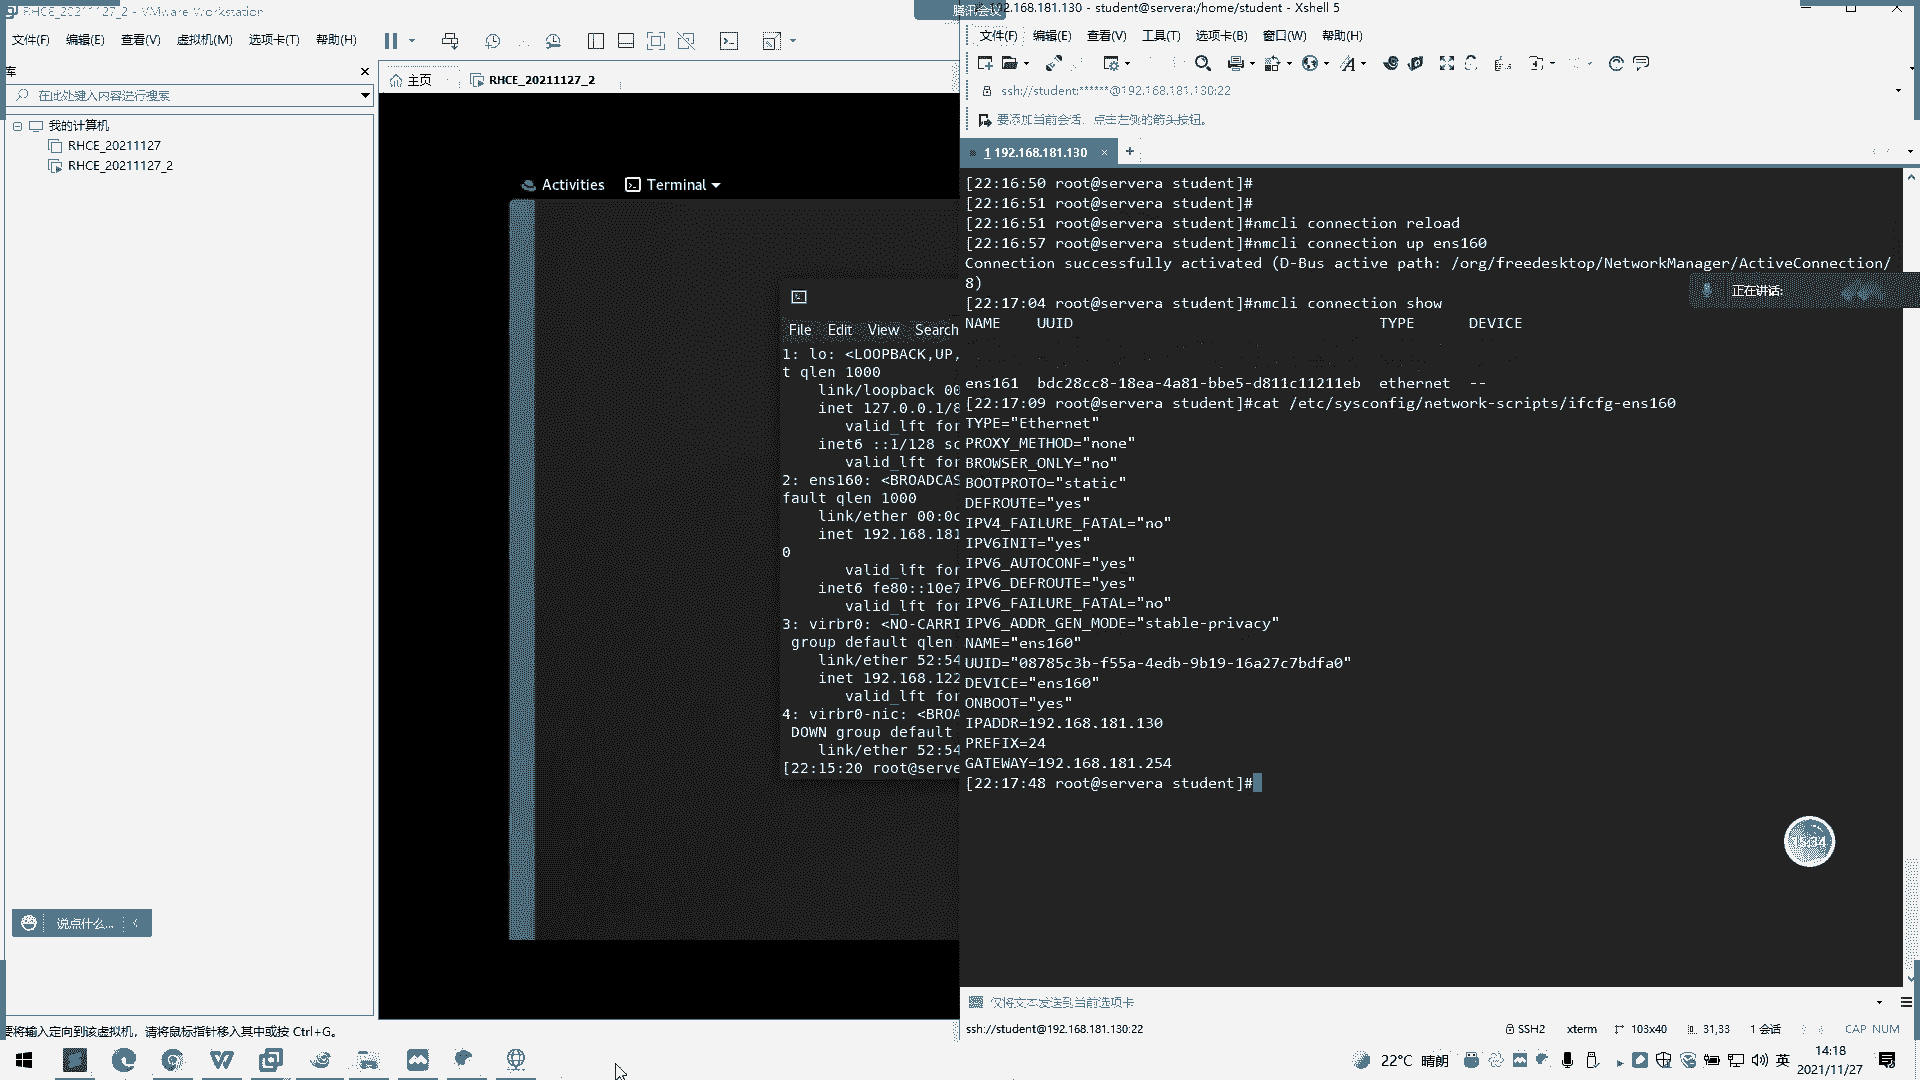 RHCE_20211127_2 - VMware Workstation
文件(F) 编辑(E) 查看(V) 虚拟机(M) 选项卡(T) 帮助(H)
库
在此处键入内容进行搜索
我的计算机
RHCE_20211127
RHCE_20211127_2
主页
RHCE_20211127_2
Activities
Terminal
File Edit View Search
1: lo: <LOOPBACK,UP,
t qlen 1000
link/loopback 00
inet 127.0.0.1/8
valid_lft for
inet6 ::1/128 sc
valid_lft for
2: ens160: <BROADCAS
fault qlen 1000
link/ether 00:0c
inet 192.168.181
0
valid_lft for
inet6 fe80::10e7
valid_lft for
3: virbr0: <NO-CARRI
group default qlen
link/ether 52:54
inet 192.168.122
valid_lft for
4: virbr0-nic: <BROA
DOWN group default
link/ether 52:54
[22:15:20 root@serve
说点什么...
要将输入定向到该虚拟机，请将鼠标指针移入其中或按 Ctrl+G。
腾讯会议
192.168.181.130 - student@servera:/home/student - Xshell 5
文件(F) 编辑(E) 查看(V) 工具(T) 选项卡(B) 窗口(W) 帮助(H)
ssh://student:******@192.168.181.130:22
要添加当前会话，点击左侧的箭头按钮。
1 192.168.181.130
[22:16:50 root@servera student]#
[22:16:51 root@servera student]#
[22:16:51 root@servera student]#nmcli connection reload
[22:16:57 root@servera student]#nmcli connection up ens160
Connection successfully activated (D-Bus active path: /org/freedesktop/NetworkManager/ActiveConnection/
8)
[22:17:04 root@servera student]#nmcli connection show
正在讲话:
NAME UUID TYPE DEVICE
ens161 bdc28cc8-18ea-4a81-bbe5-d811c11211eb ethernet --
[22:17:09 root@servera student]#cat /etc/sysconfig/network-scripts/ifcfg-ens160
TYPE="Ethernet"
PROXY_METHOD="none"
BROWSER_ONLY="no"
BOOTPROTO="static"
DEFROUTE="yes"
IPV4_FAILURE_FATAL="no"
IPV6INIT="yes"
IPV6_AUTOCONF="yes"
IPV6_DEFROUTE="yes"
IPV6_FAILURE_FATAL="no"
IPV6_ADDR_GEN_MODE="stable-privacy"
NAME="ens160"
UUID="08785c3b-f55a-4edb-9b19-16a27c7bdfa0"
DEVICE="ens160"
ONBOOT="yes"
IPADDR=192.168.181.130
PREFIX=24
GATEWAY=192.168.181.254
[22:17:48 root@servera student]#
仅将文本发送到当前选项卡
ssh://student@192.168.181.130:22
SSH2 xterm 103x40 31,33 1 会话 CAP NUM
22°C 晴朗
英
14:18
2021/11/27